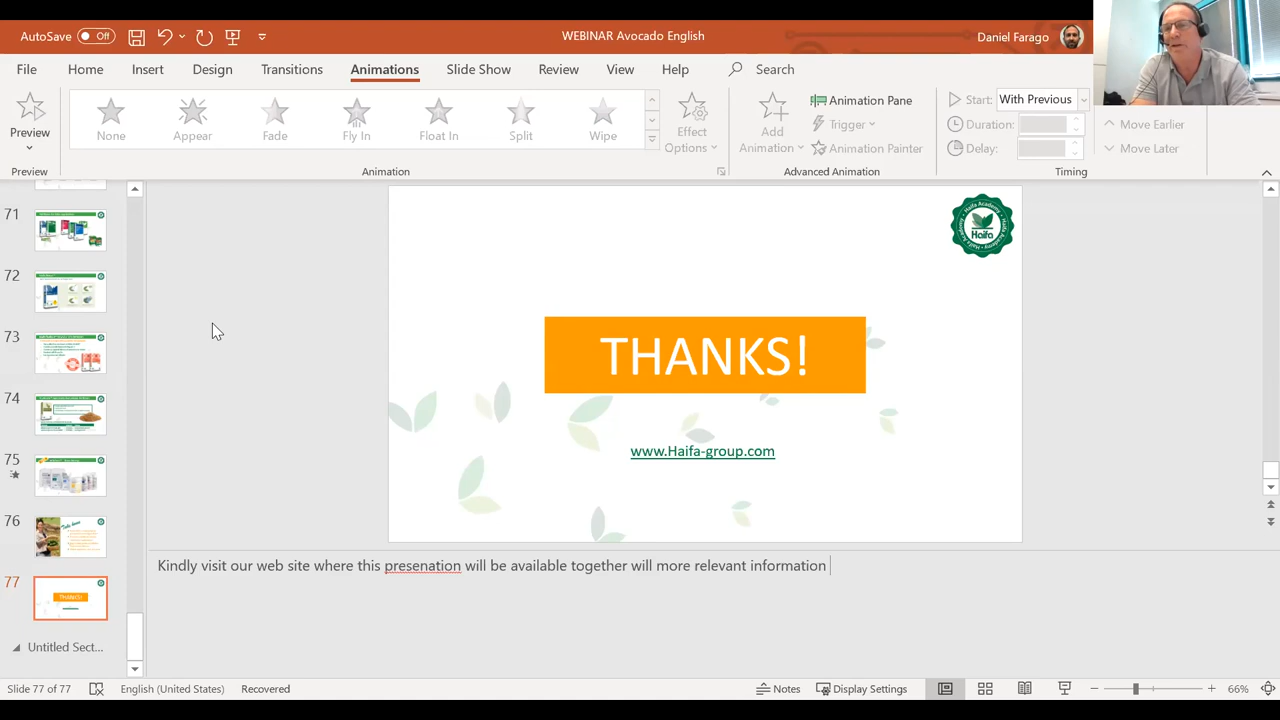 AutoSave Off
WEBINAR Avocado English
Daniel Farago
File Home Insert Design Transitions Animations Slide Show Review View Help Search
Preview
None Appear Fade Fly In Float In Split Wipe
Effect Options
Add Animation
Animation Pane
Trigger
Animation Painter
Start: With Previous
Duration:
Delay:
Move Earlier
Move Later
Preview Animation Advanced Animation Timing
71
72
73
74
75
76
77
THANKS!
Untitled Sect...
Haifa Academy
Haifa
THANKS!
www.Haifa-group.com
Kindly visit our web site where this presenation will be available together will more relevant information
Slide 77 of 77 English (United States) Recovered Notes Display Settings 66%